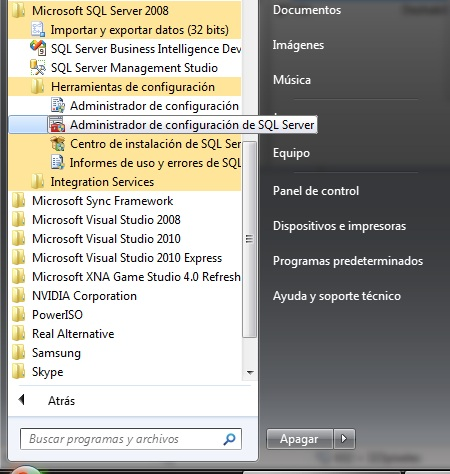 Microsoft SQL Server 2008
Importar y exportar datos (32 bits)
SQL Server Business Intelligence Dev
SQL Server Management Studio
Herramientas de configuración
Administrador de configuración
Administrador de configuración de SQL Server
Centro de instalación de SQL Ser
Informes de uso y errores de SQL
Integration Services
Microsoft Sync Framework
Microsoft Visual Studio 2008
Microsoft Visual Studio 2010
Microsoft Visual Studio 2010 Express
Microsoft XNA Game Studio 4.0 Refresh
NVIDIA Corporation
PowerISO
Real Alternative
Samsung
Skype
Atrás
Buscar programas y archivos
Documentos
Imágenes
Música
Equipo
Panel de control
Dispositivos e impresoras
Programas predeterminados
Ayuda y soporte técnico
Apagar